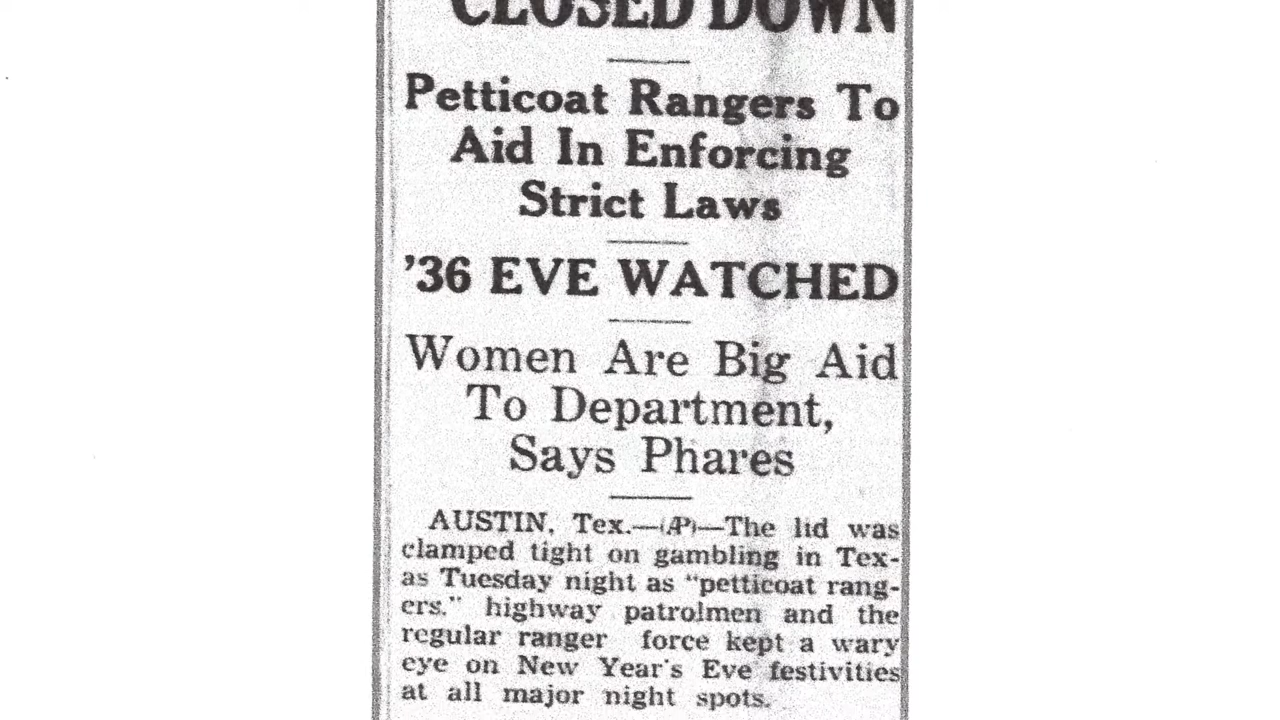 CLOSED DOWN
Petticoat Rangers To
Aid In Enforcing
Strict Laws
'36 EVE WATCHED
Women Are Big Aid
To Department,
Says Phares
AUSTIN, Tex.—(AP)—The lid was
clamped tight on gambling in Tex-
as Tuesday night as "petticoat rang-
ers," highway patrolmen and the
regular ranger force kept a wary
eye on New Year's Eve festivities
at all major night spots.